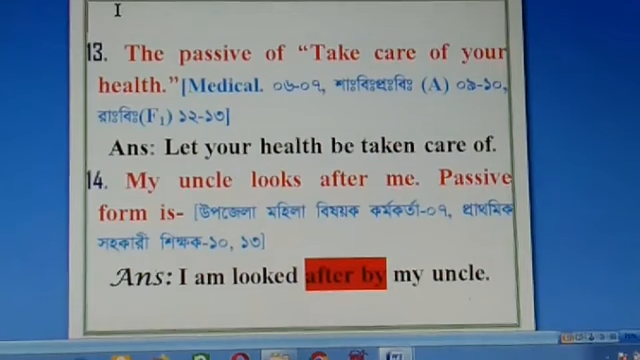 13. The passive of “Take care of your
health.”[Medical. ০৬-০৭, শাঃবিঃপ্রঃবিঃ (A) ০৯-১০,
রাঃবিঃ(F₁) ১২-১৩]
Ans: Let your health be taken care of.
14. My uncle looks after me. Passive
form is- [উপজেলা মহিলা বিষয়ক কর্মকর্তা-০৭, প্রাথমিক
সহকারী শিক্ষক-১০, ১৩]
Ans: I am looked after by my uncle.